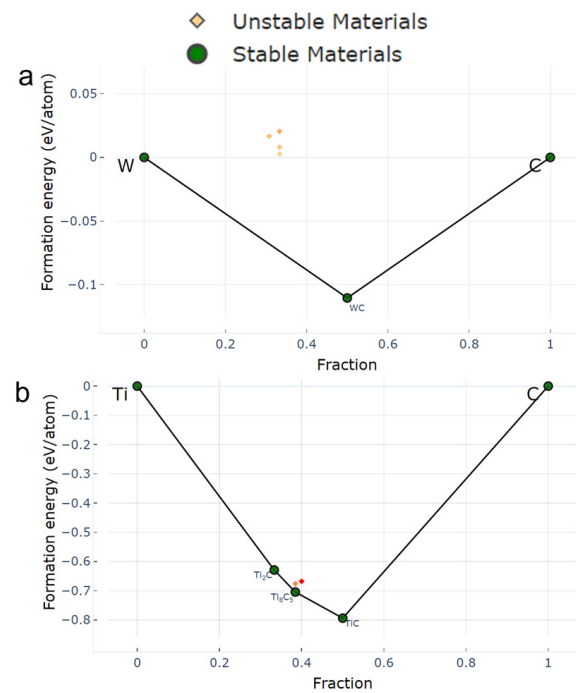 Unstable Materials
Stable Materials
a
Formation energy (eV/atom)
0.05
0
−0.05
−0.1
W
C
WC
0
0.2
0.4
0.6
0.8
1
Fraction
b
Formation energy (eV/atom)
0
−0.1
−0.2
−0.3
−0.4
−0.5
−0.6
−0.7
−0.8
Ti
C
Ti₂C
Ti₈C₅
TiC
0
0.2
0.4
0.6
0.8
1
Fraction